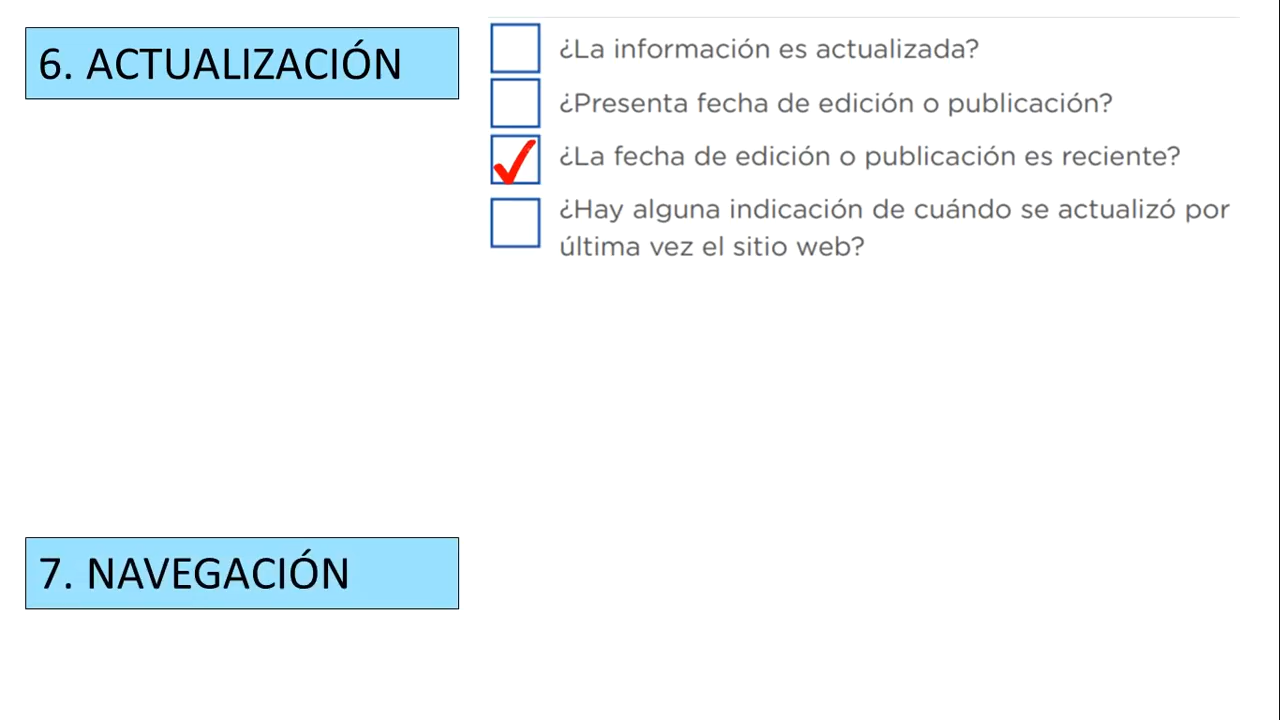 6. ACTUALIZACIÓN
¿La información es actualizada?
¿Presenta fecha de edición o publicación?
¿La fecha de edición o publicación es reciente?
¿Hay alguna indicación de cuándo se actualizó por
última vez el sitio web?
7. NAVEGACIÓN